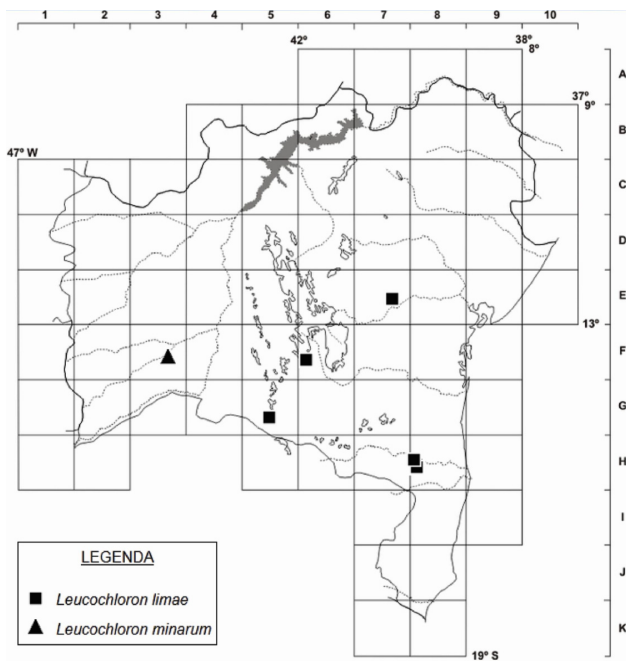 1 2 3 4 5 6 7 8 9 10
42° 38°
8°
A
37°
9°
B
47° W
C
D
E
13°
F
G
H
I
LEGENDA
J
Leucochloron limae
Leucochloron minarum
K
19° S